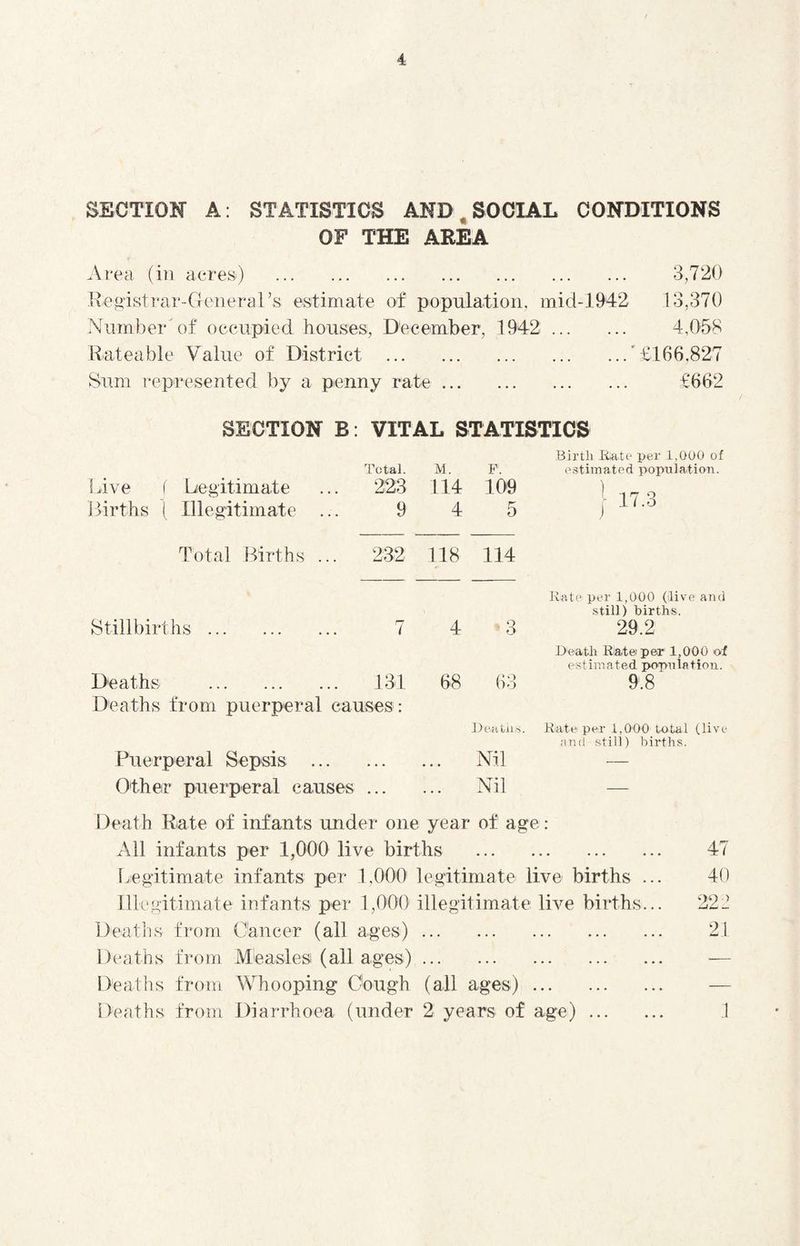 4
SECTION A: STATISTICS AND SOCIAL CONDITIONS
OF THE AREA
Area (in acres) ... ... ... ... ... ... ... 3,720
Registrar-General's estimate of population, mid-1942 13,370
Number of occupied houses, December, 1942 ... ... 4,058
Rateable Value of District ... ... ... ... ... £166.827
Sum represented by a penny rate ... ... ... ... £662
SECTION B: VITAL STATISTICS
Birth Rate per 1,000 of
Total. M. F. estimated population.
Live ( Legitimate ... 223 114 109 )
Births ( Illegitimate ... 9 4 5 ) 17.3
Total Births ... 232 118 114
Rate per 1,000 (live and
still) births.
Stillbirths ... ... ... 7 4 3 29.2
Death Rate per 1,000 of
estimated population.
Deaths ... ... ... 131 68 63 9.8
Deaths from puerperal causes:
Deaths. Rate per 1,000 total (live
and still) births.
Puerperal Sepsis ... ... ... Nil —
Other puerperal causes ... ... Nil —
Death Rate of infants under one year of age:
All infants per 1,000 live births ... ... ... ... 47
Legitimate infants per 1,000 legitimate live births ... 40
Illegitimate infants per 1,000 illegitimate live births... 222
Deaths from Cancer (all ages) ... ... ... ... ... 21
Deaths from Measles (all ages) ... ... ... ... ... —
Deaths from Whooping Cough (all ages) ... ... ... —
Deaths from Diarrhoea (under 2 years of age) ... ... 1